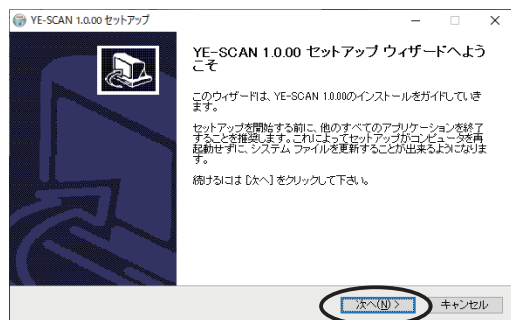 YE-SCAN 1.0.00 セットアップ
YE-SCAN 1.0.00 セットアップ ウィザードへよう
こそ
このウィザードは、YE-SCAN 1.0.00のインストールをガイドしていき
ます。
セットアップを開始する前に、他のすべてのアプリケーションを終了
することを推奨します。これによってセットアップがコンピュータを再
起動せずに、システム ファイルを更新することが出来るようになりま
す。
続けるには [次へ] をクリックして下さい。
次へ(N) >
キャンセル